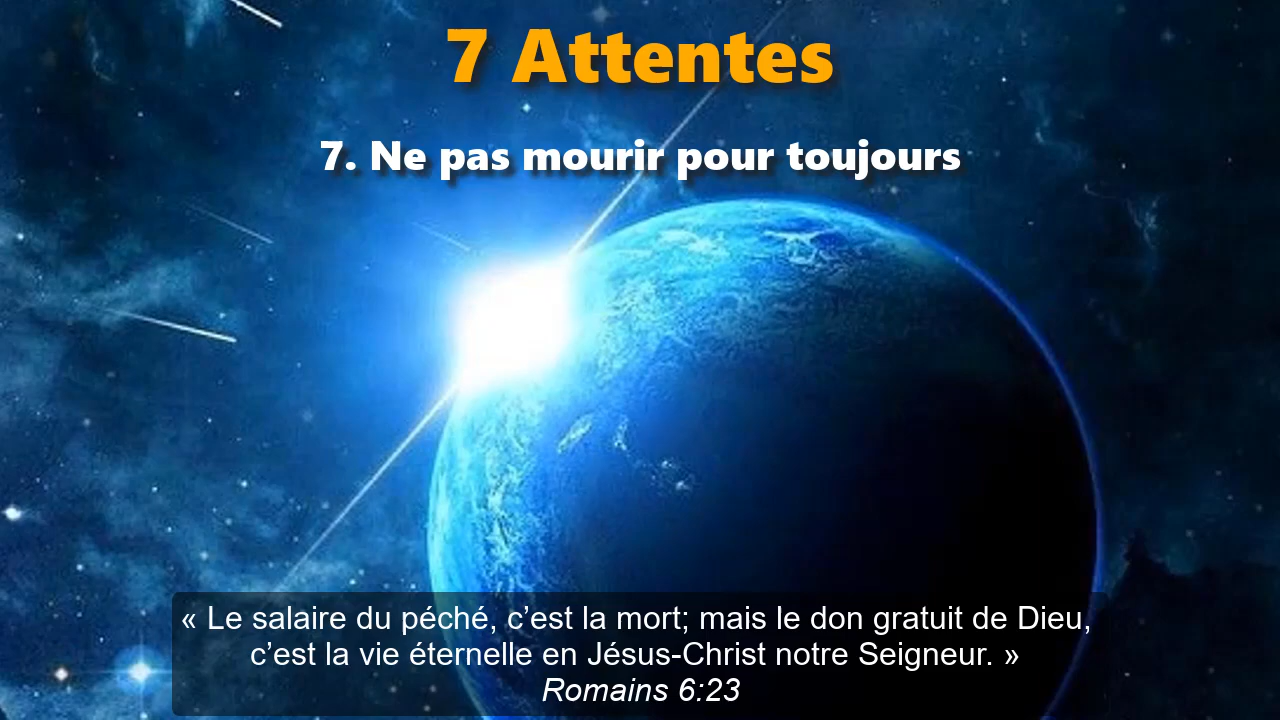 7 Attentes
7. Ne pas mourir pour toujours
« Le salaire du péché, c’est la mort; mais le don gratuit de Dieu,
c’est la vie éternelle en Jésus-Christ notre Seigneur. »
Romains 6:23